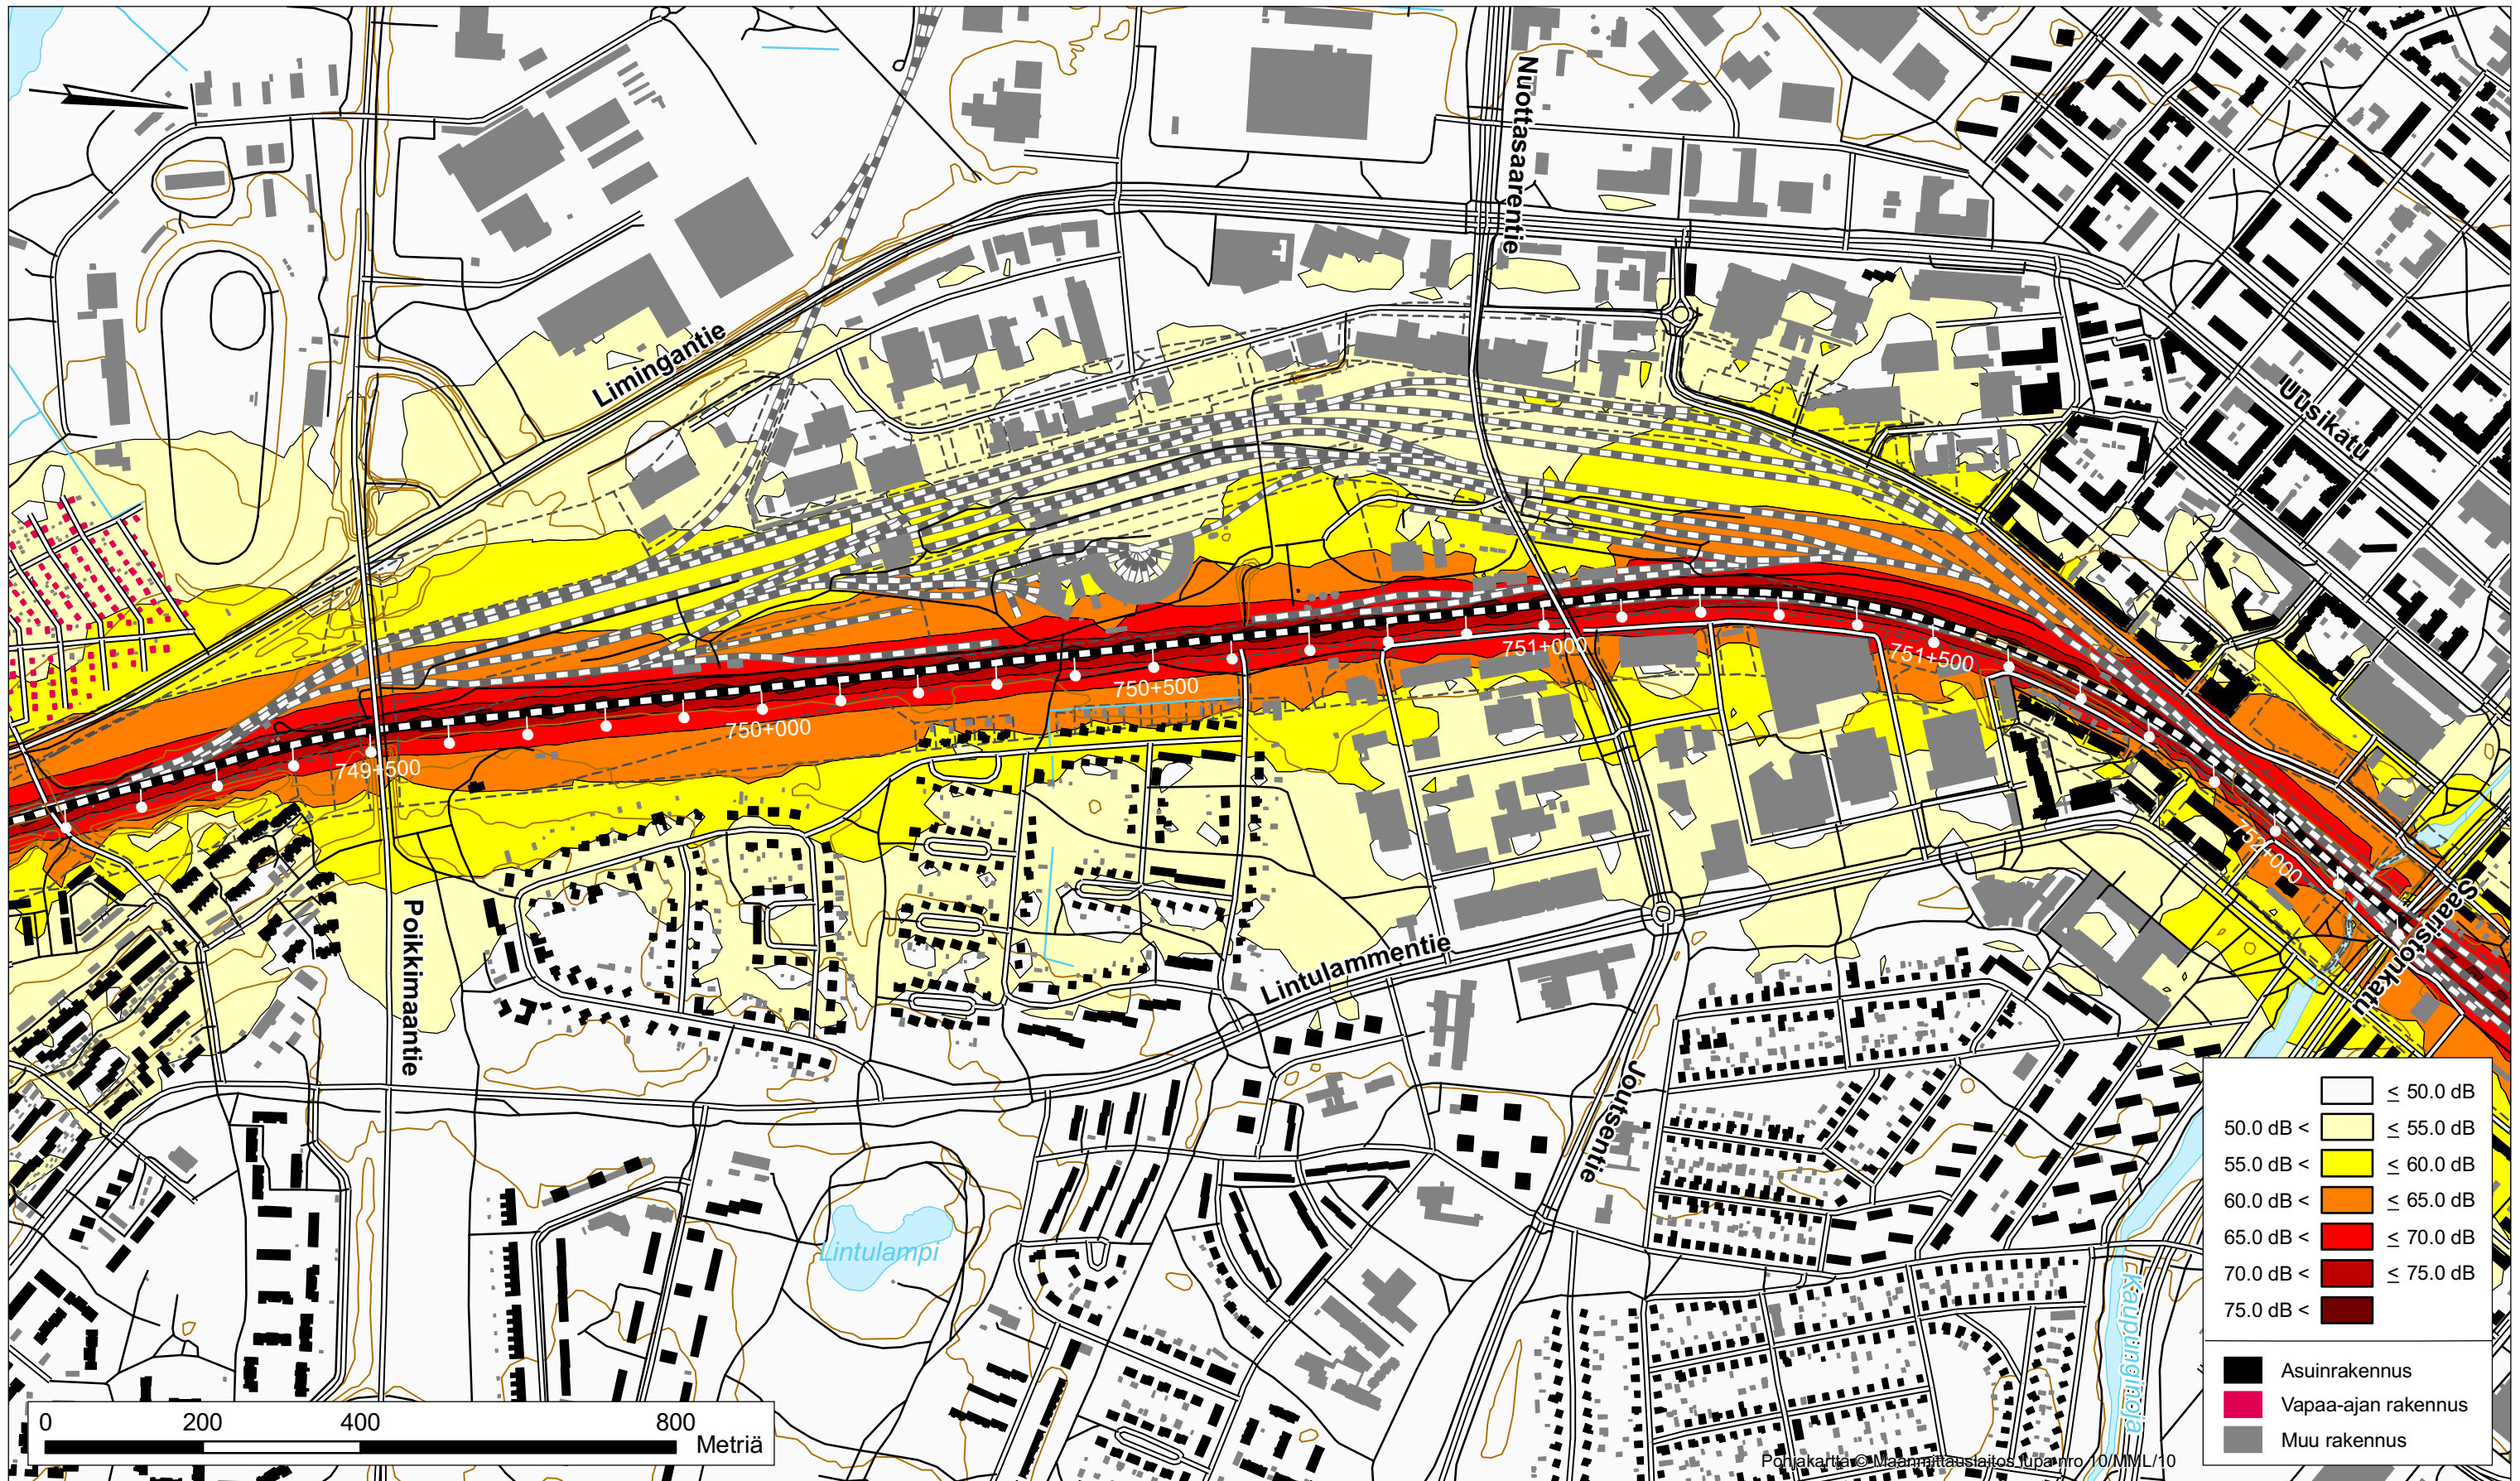 Nuottasaarentie
Limingantie
Uusikatu
751+000
751+500
750+500
750+000
749+500
752+000
Saaristonkatu
Poikkimaantie
Lintulammentie
Joutsentie
Lintulampi
Kaupunginoja
≤ 50.0 dB
50.0 dB < ≤ 55.0 dB
55.0 dB < ≤ 60.0 dB
60.0 dB < ≤ 65.0 dB
65.0 dB < ≤ 70.0 dB
70.0 dB < ≤ 75.0 dB
75.0 dB <
Asuinrakennus
Vapaa-ajan rakennus
Muu rakennus
0 200 400 800
Metriä
Pohjakartta © Maanmittauslaitos lupa nro 10/MML/10